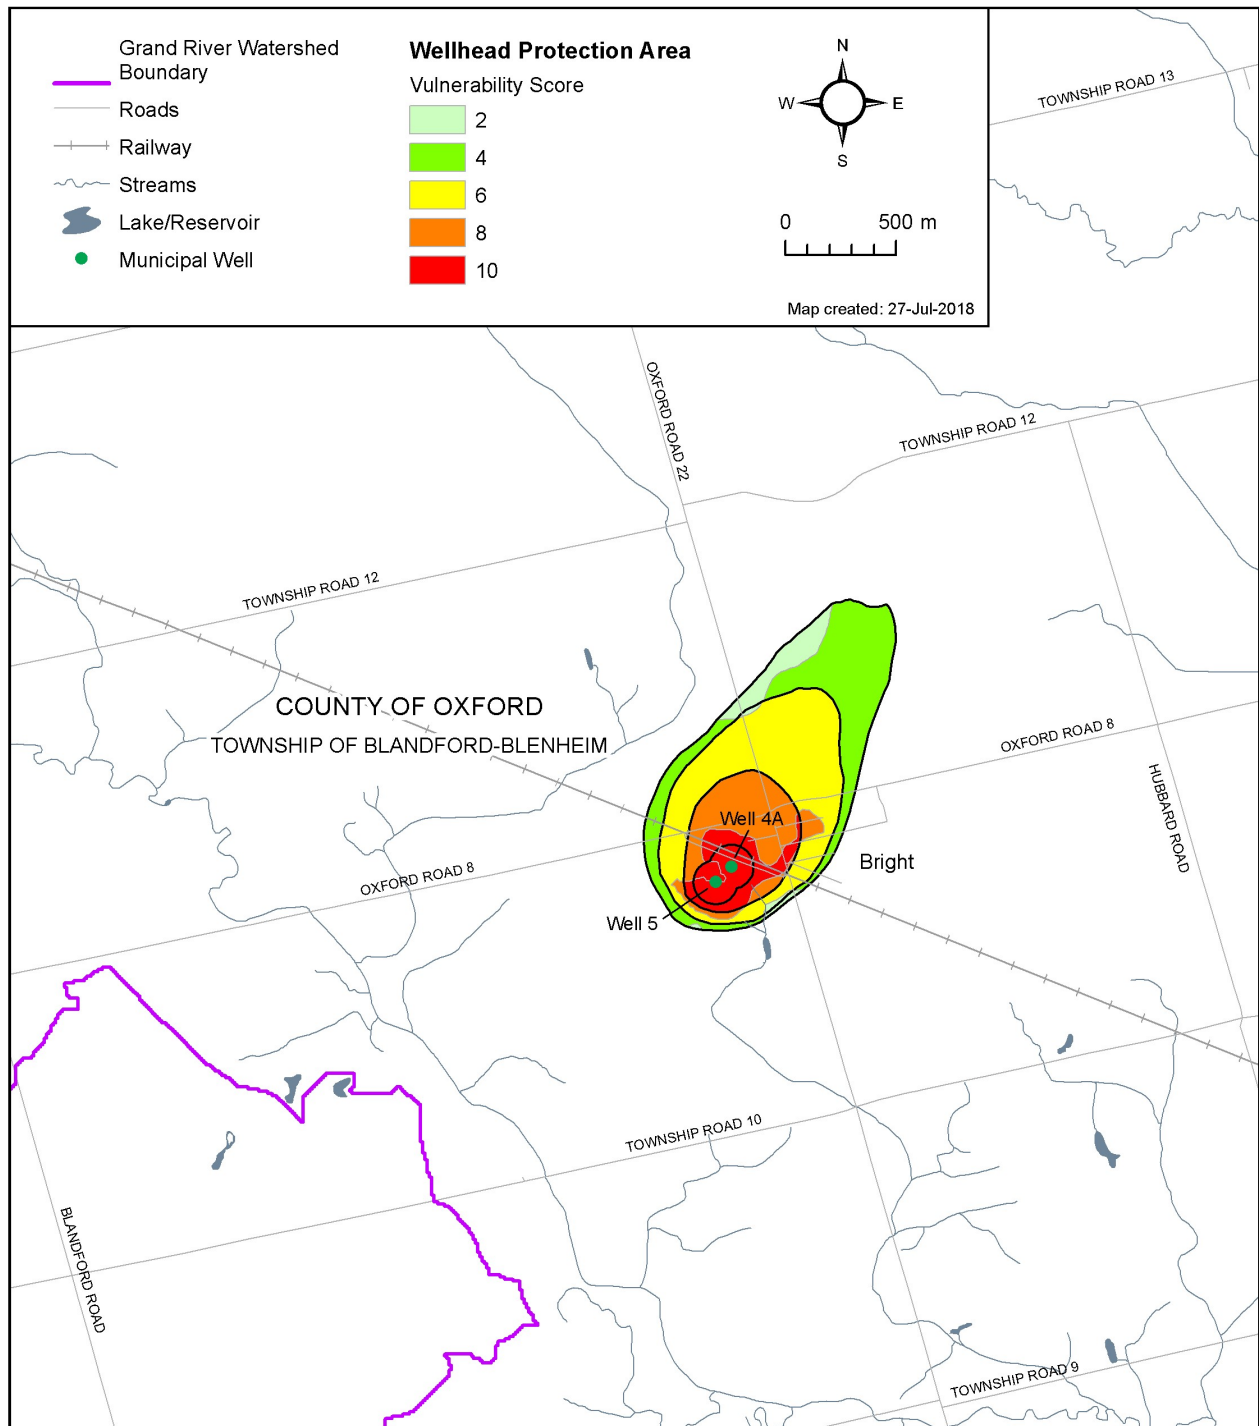 Grand River Watershed
Boundary
Roads
Railway
Streams
Lake/Reservoir
Municipal Well
Wellhead Protection Area
Vulnerability Score
2
4
6
8
10
N
W
E
S
0
500 m
Map created: 27-Jul-2018
TOWNSHIP ROAD 13
OXFORD ROAD 22
TOWNSHIP ROAD 12
TOWNSHIP ROAD 12
COUNTY OF OXFORD
TOWNSHIP OF BLANDFORD-BLENHEIM
OXFORD ROAD 8
HUBBARD ROAD
Well 4A
Bright
OXFORD ROAD 8
Well 5
TOWNSHIP ROAD 10
BLANDFORD ROAD
TOWNSHIP ROAD 9